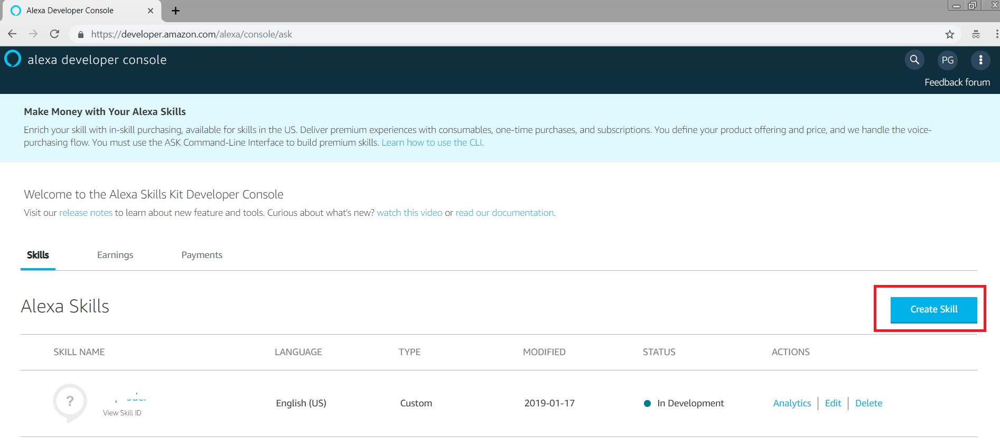 Alexa Developer Console
https://developer.amazon.com/alexa/console/ask
alexa developer console
PG
Feedback forum
Make Money with Your Alexa Skills
Enrich your skill with in-skill purchasing, available for skills in the US. Deliver premium experiences with consumables, one-time purchases, and subscriptions. You define your product offering and price, and we handle the voice-
purchasing flow. You must use the ASK Command-Line Interface to build premium skills. Learn how to use the CLI.
Welcome to the Alexa Skills Kit Developer Console
Visit our release notes to learn about new feature and tools. Curious about what's new? watch this video or read our documentation.
Skills Earnings Payments
Alexa Skills
Create Skill
SKILL NAME LANGUAGE TYPE MODIFIED STATUS ACTIONS
?
English (US) Custom 2019-01-17 In Development Analytics Edit Delete
View Skill ID